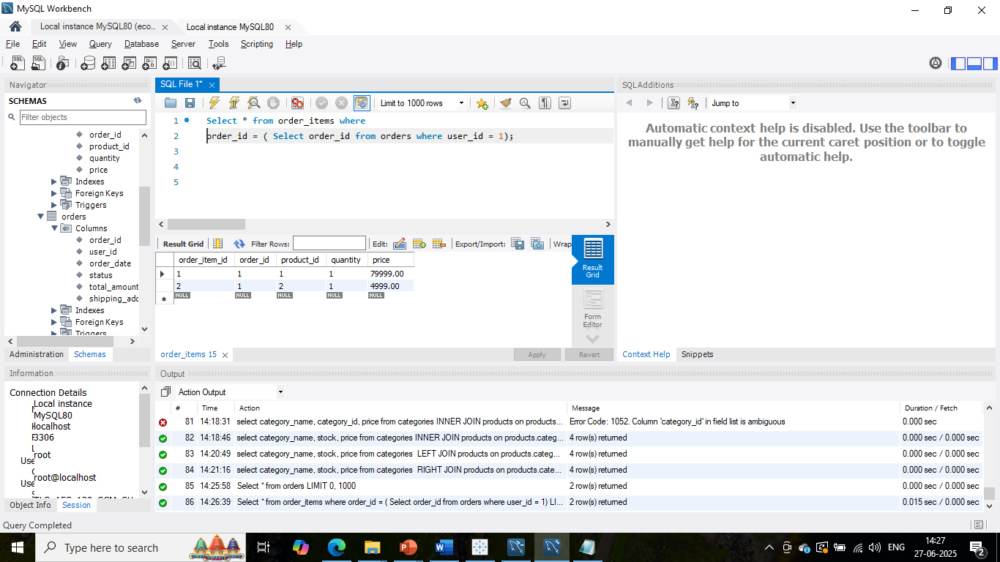 MySQL Workbench
Local instance MySQL80 (eco...
Local instance MySQL80
File Edit View Query Database Server Tools Scripting Help
Navigator
SCHEMAS
Filter objects
order_id
product_id
quantity
price
Indexes
Foreign Keys
Triggers
orders
Columns
order_id
user_id
order_date
status
total_amount
shipping_add
Indexes
Foreign Keys
Triggers
Administration Schemas
Information
Connection Details
Local instance
MySQL80
localhost
3306
root
Use
root@localhost
Use
Object Info Session
Query Completed
SQL File 1*
Limit to 1000 rows
1 Select * from order_items where
2 order_id = ( Select order_id from orders where user_id = 1);
3
4
5
Result Grid Filter Rows: Edit: Export/Import: Wrap
order_item_id order_id product_id quantity price
1 1 1 1 79999.00
2 1 2 1 4999.00
NULL NULL NULL NULL NULL
Result
Grid
Form
Editor
order_items 15
Apply Revert
SQLAdditions
Jump to
Automatic context help is disabled. Use the toolbar to
manually get help for the current caret position or to toggle
automatic help.
Context Help Snippets
Output
Action Output
# Time Action Message Duration / Fetch
81 14:18:31 select category_name, category_id, price from categories INNER JOIN products on products... Error Code: 1052. Column 'category_id' in field list is ambiguous 0.000 sec
82 14:18:46 select category_name, stock, price from categories INNER JOIN products on products.categ... 4 row(s) returned 0.000 sec / 0.000 sec
83 14:20:49 select category_name, stock, price from categories LEFT JOIN products on products.categ... 4 row(s) returned 0.000 sec / 0.000 sec
84 14:21:16 select category_name, stock, price from categories RIGHT JOIN products on products.cate... 4 row(s) returned 0.000 sec / 0.000 sec
85 14:25:58 Select * from orders LIMIT 0, 1000 2 row(s) returned 0.000 sec / 0.000 sec
86 14:26:39 Select * from order_items where order_id = ( Select order_id from orders where user_id = 1) LI... 2 row(s) returned 0.015 sec / 0.000 sec
Type here to search
ENG
14:27
27-06-2025
2